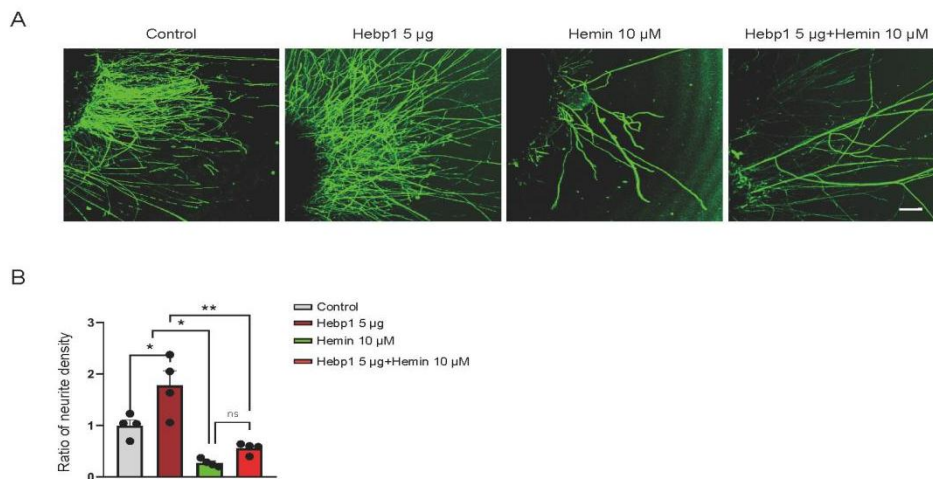 A
Control
Hebp1 5 µg
Hemin 10 µM
Hebp1 5 µg+Hemin 10 µM
B
Ratio of neurite density
3
2
1
0
*
*
**
ns
Control
Hebp1 5 µg
Hemin 10 µM
Hebp1 5 µg+Hemin 10 µM